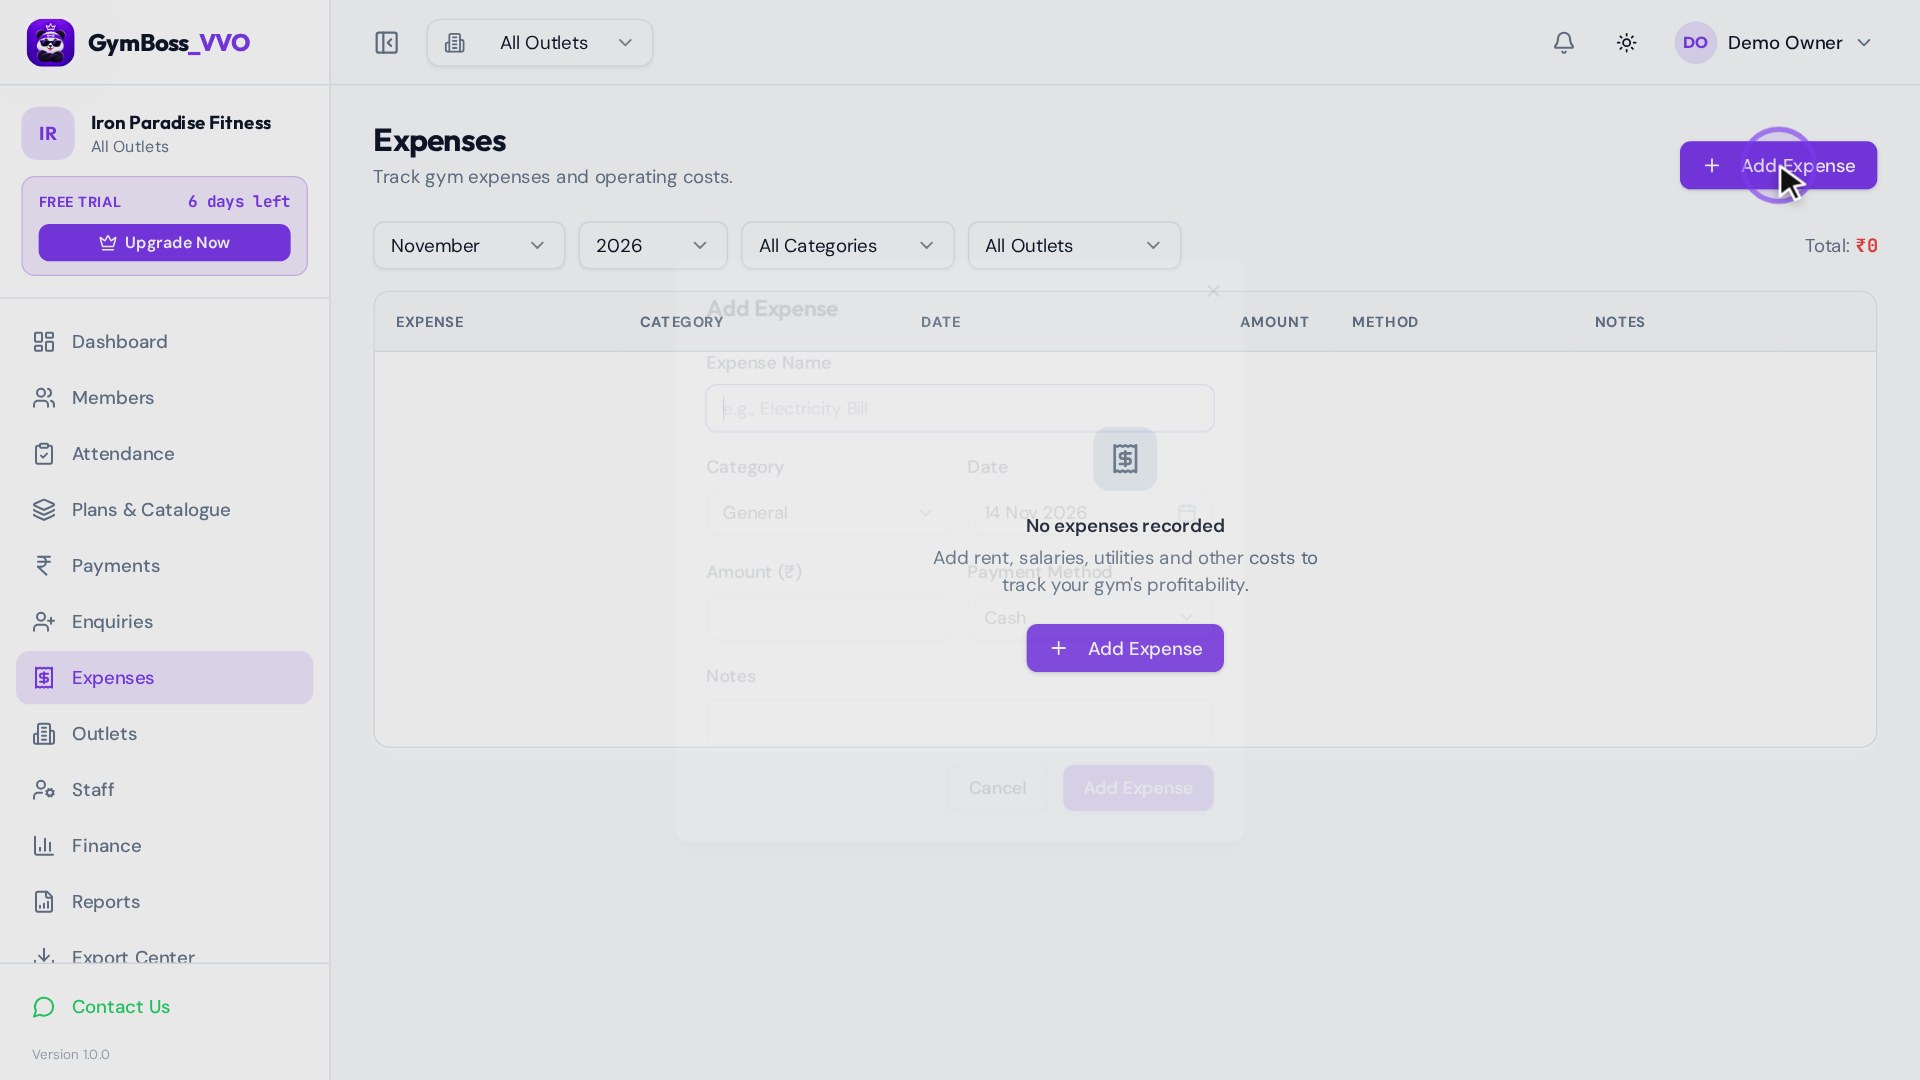 GymBoss_VVO
All Outlets
DO Demo Owner
IR Iron Paradise Fitness
All Outlets
FREE TRIAL 6 days left
Upgrade Now
Dashboard
Members
Attendance
Plans & Catalogue
Payments
Enquiries
Expenses
Outlets
Staff
Finance
Reports
Export Center
Contact Us
Version 1.0.0
Expenses
Track gym expenses and operating costs.
Add Expense
November 2026 All Categories All Outlets Total: ₹0
EXPENSE CATEGORY DATE AMOUNT METHOD NOTES
No expenses recorded
Add rent, salaries, utilities and other costs to
track your gym's profitability.
Add Expense
Add Expense
Expense Name
e.g., Electricity Bill
Category Date
General 14 Nov 2026
Amount (₹) Payment Method
Cash
Notes
Cancel Add Expense